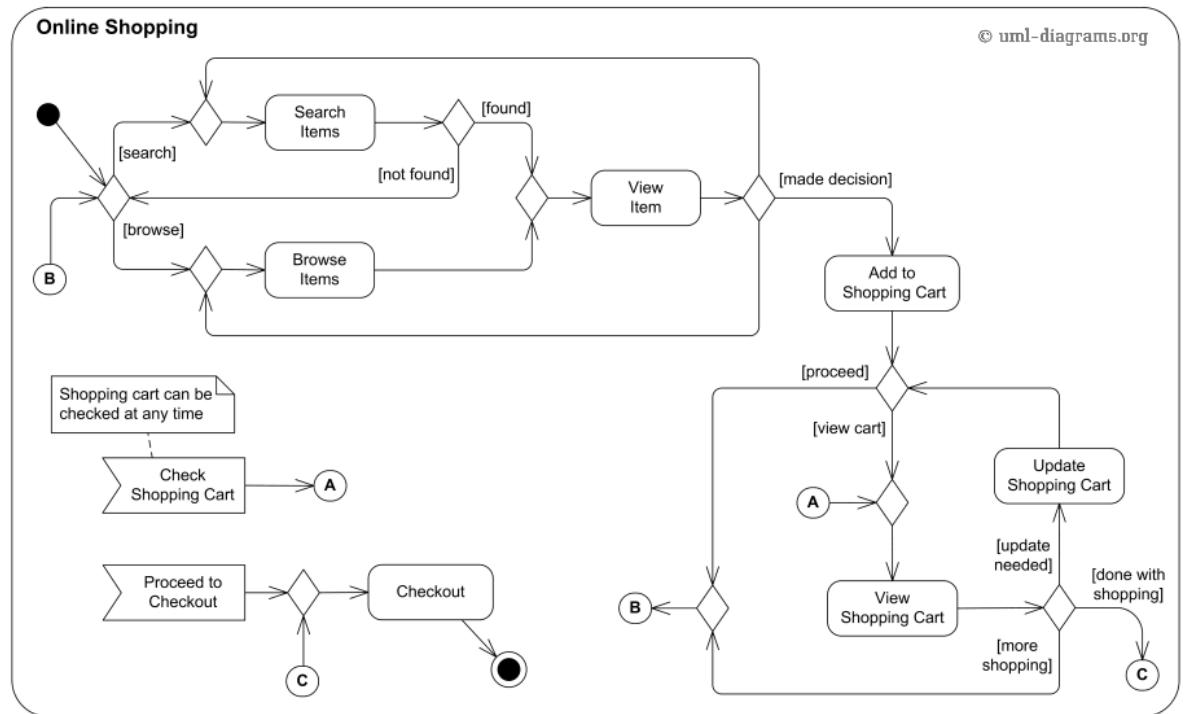 Online Shopping
© uml-diagrams.org
Search
Items
[found]
[search]
[not found]
View
Item
[made decision]
[browse]
Browse
Items
B
Add to
Shopping Cart
Shopping cart can be
checked at any time
[proceed]
[view cart]
Check
Shopping Cart
A
A
Update
Shopping Cart
[update
needed]
[done with
shopping]
Proceed to
Checkout
Checkout
B
View
Shopping Cart
[more
shopping]
C
C